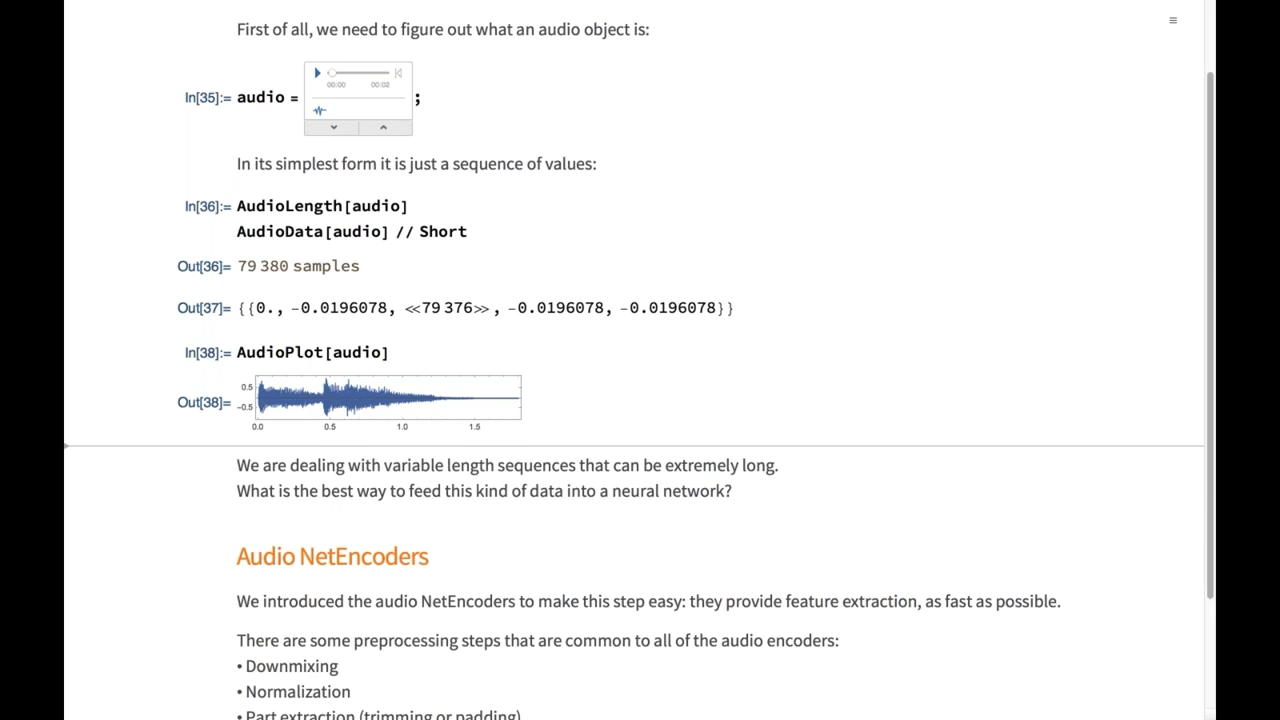 First of all, we need to figure out what an audio object is:
In[35]:= audio = ;
00:00 00:02
In its simplest form it is just a sequence of values:
In[36]:= AudioLength[audio]
AudioData[audio] // Short
Out[36]= 79 380 samples
Out[37]= {{0., -0.0196078, <<79 376>>, -0.0196078, -0.0196078}}
In[38]:= AudioPlot[audio]
Out[38]=
0.5
-0.5
0.0 0.5 1.0 1.5
We are dealing with variable length sequences that can be extremely long.
What is the best way to feed this kind of data into a neural network?
Audio NetEncoders
We introduced the audio NetEncoders to make this step easy: they provide feature extraction, as fast as possible.
There are some preprocessing steps that are common to all of the audio encoders:
• Downmixing
• Normalization
• Part extraction (trimming or padding)